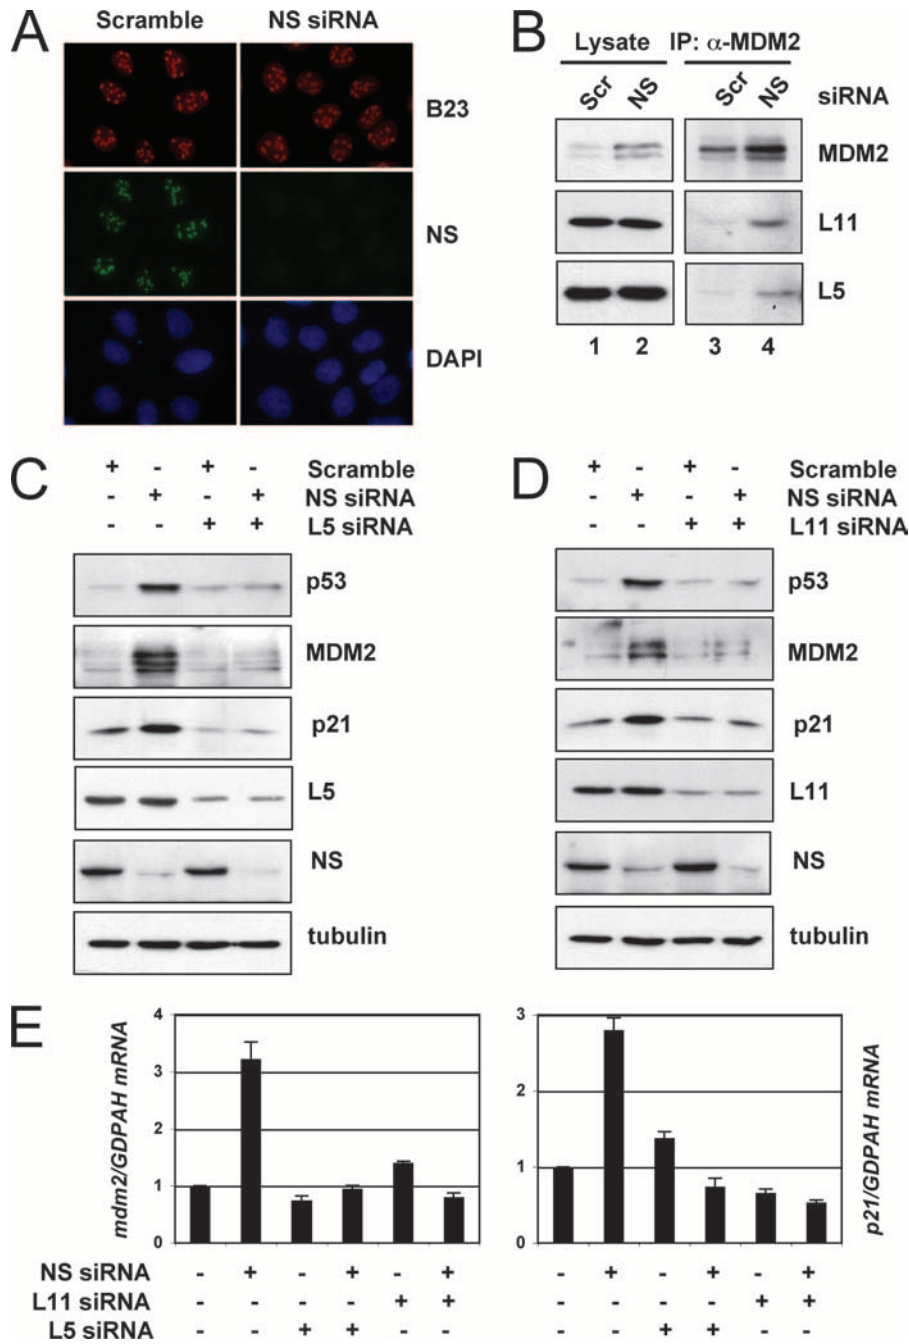 A
Scramble NS siRNA
B23
NS
DAPI
B
Lysate IP: α-MDM2
Scr NS Scr NS siRNA
MDM2
L11
L5
1 2 3 4
C
+ - + - Scramble
- + - + NS siRNA
- - + + L5 siRNA
p53
MDM2
p21
L5
NS
tubulin
D
+ - + - Scramble
- + - + NS siRNA
- - + + L11 siRNA
p53
MDM2
p21
L11
NS
tubulin
E
mdm2/GDPAH mRNA
4
3
2
1
0
3
2
1
0
p21/GDPAH mRNA
NS siRNA - + - + - + - + - + - +
L11 siRNA - - - - + + - - - - + +
L5 siRNA - - + + - - - - + + - -